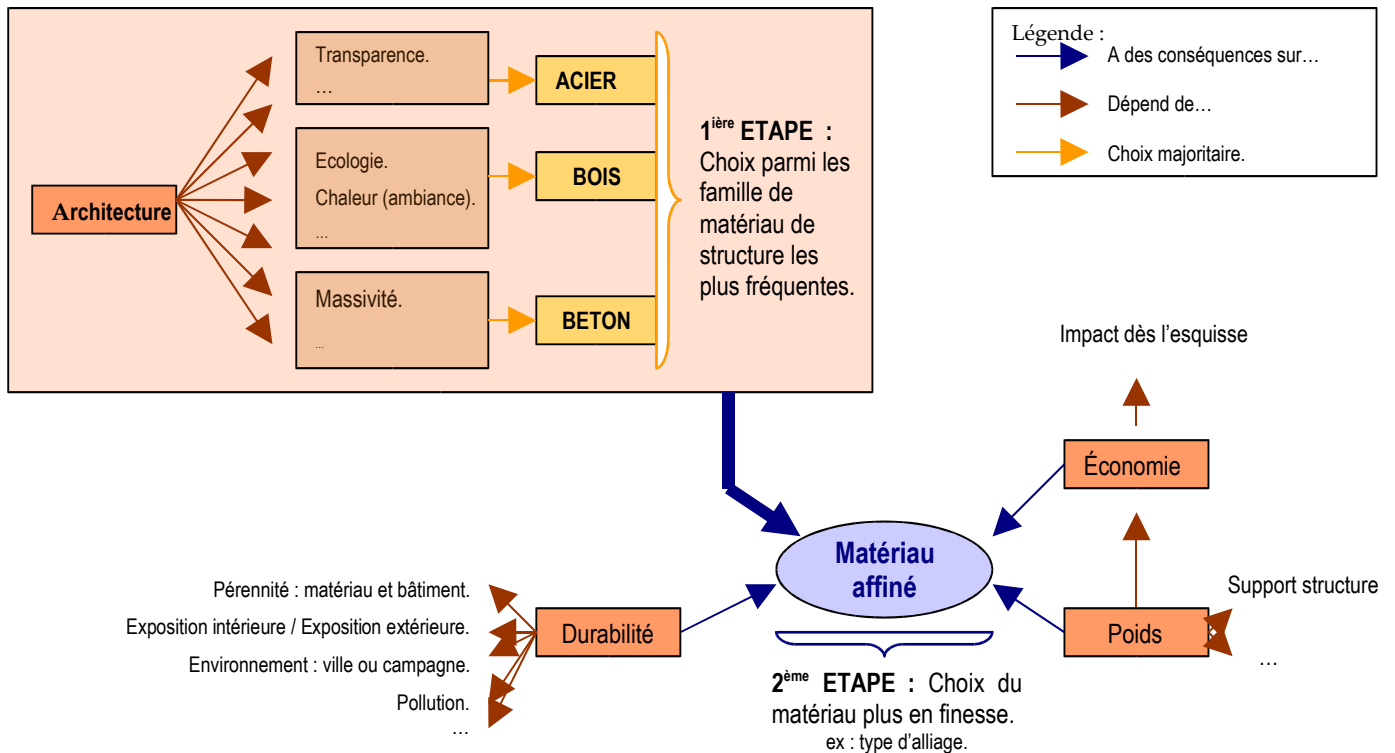 Légende :
A des conséquences sur…
Dépend de…
Choix majoritaire.
Architecture
Transparence.
…
Ecologie.
Chaleur (ambiance).
…
Massivité.
…
ACIER
BOIS
BETON
1ière ETAPE :
Choix parmi les
famille de
matériau de
structure les
plus fréquentes.
Impact dès l’esquisse
Économie
Matériau
affiné
Support structure
Poids
…
Pérennité : matériau et bâtiment.
Exposition intérieure / Exposition extérieure.
Environnement : ville ou campagne.
Pollution.
…
Durabilité
2ème ETAPE : Choix du
matériau plus en finesse.
ex : type d’alliage.